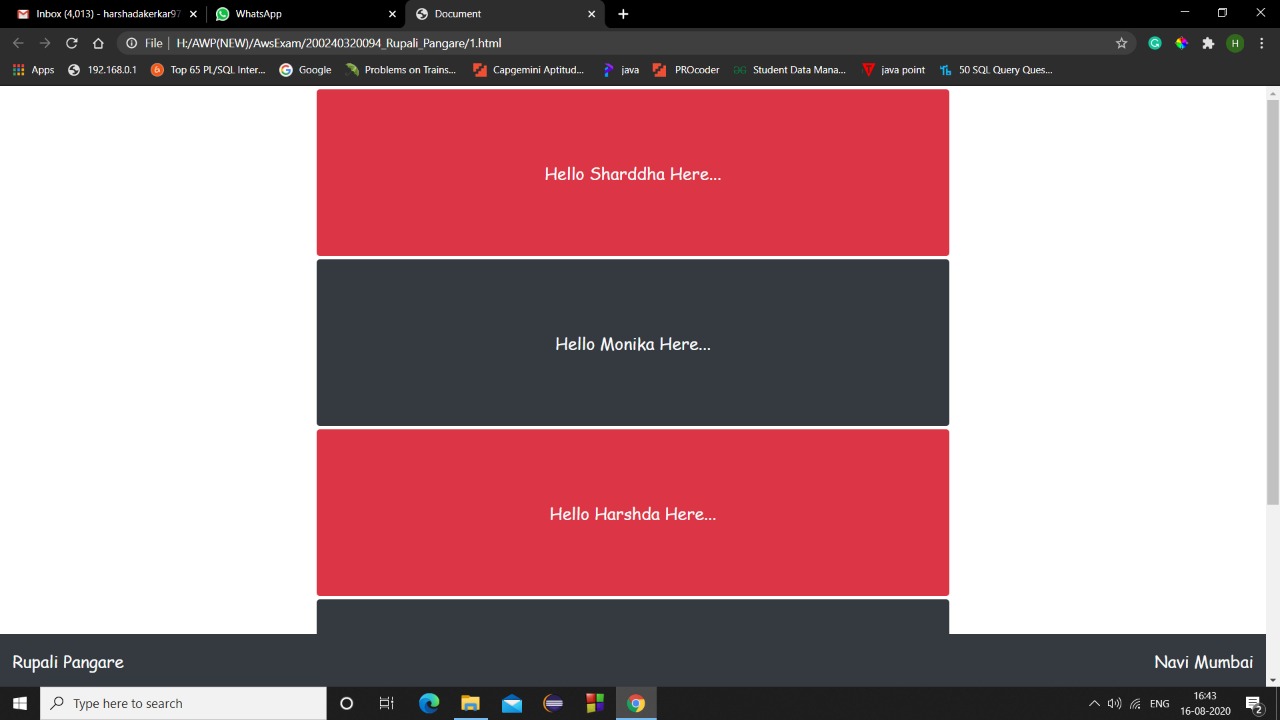 Inbox (4,013) - harshadakerkar97
WhatsApp
Document
File | H:/AWP(NEW)/AwsExam/200240320094_Rupali_Pangare/1.html
H
Apps
192.168.0.1
Top 65 PL/SQL Inter...
Google
Problems on Trains...
Capgemini Aptitud...
java
PROcoder
Student Data Mana...
java point
50 SQL Query Ques...
Hello Sharddha Here...
Hello Monika Here...
Hello Harshda Here...
Rupali Pangare
Navi Mumbai
Type here to search
ENG
16:43
16-08-2020
2